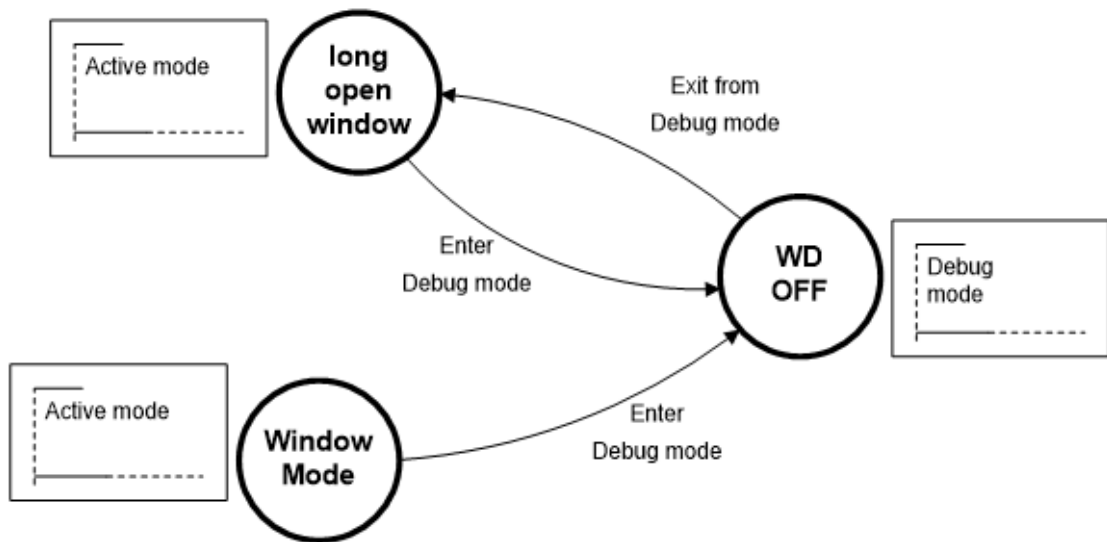 Active mode
long
open
window
Exit from
Debug mode
Enter
Debug mode
WD
OFF
Debug
mode
Active mode
Window
Mode
Enter
Debug mode